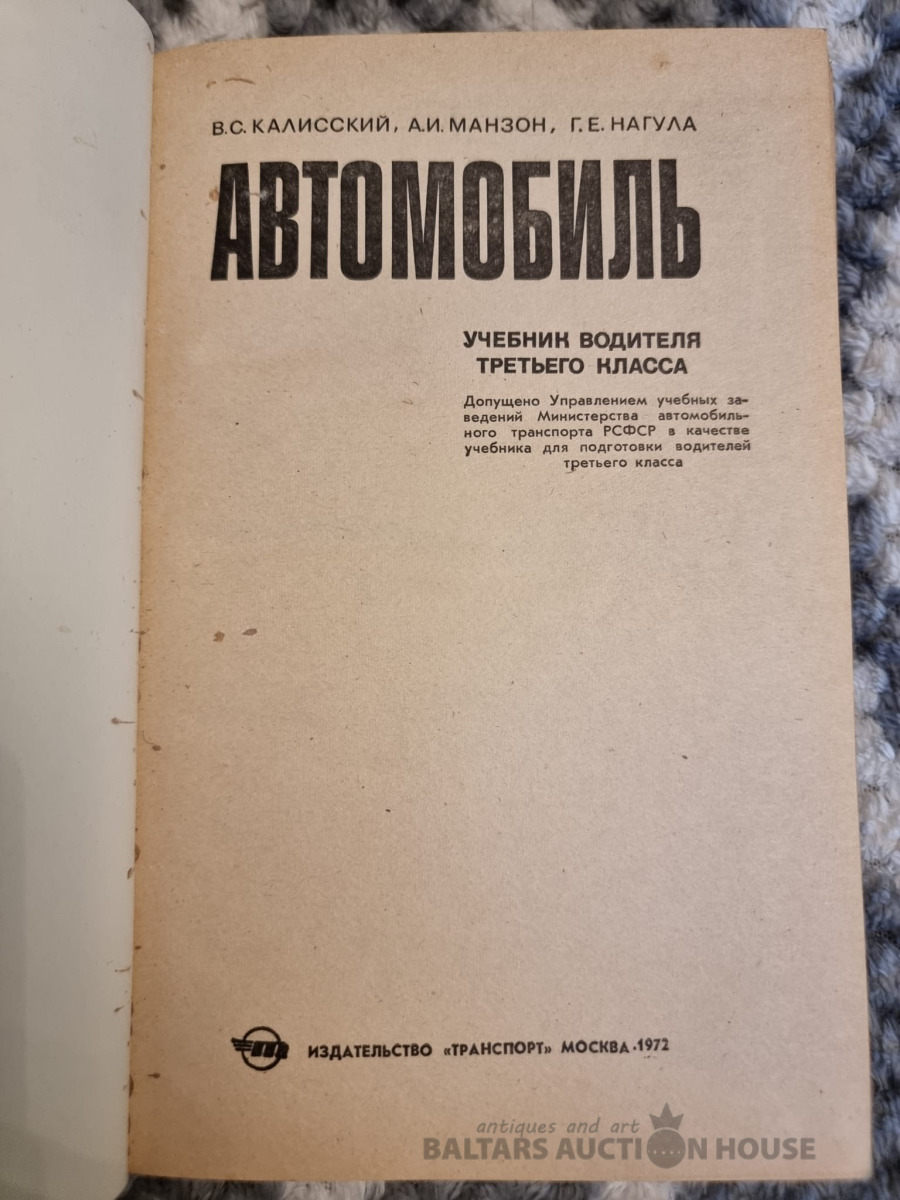 В.С. КАЛИССКИЙ, А.И. МАНЗОН, Г.Е. НАГУЛА
АВТОМОБИЛЬ
УЧЕБНИК ВОДИТЕЛЯ
ТРЕТЬЕГО КЛАССА
Допущено Управлением учебных за-
ведений Министерства автомобиль-
ного транспорта РСФСР в качестве
учебника для подготовки водителей
третьего класса
ИЗДАТЕЛЬСТВО «ТРАНСПОРТ» МОСКВА·1972
antiques and art
BALTARS AUCTION HOUSE